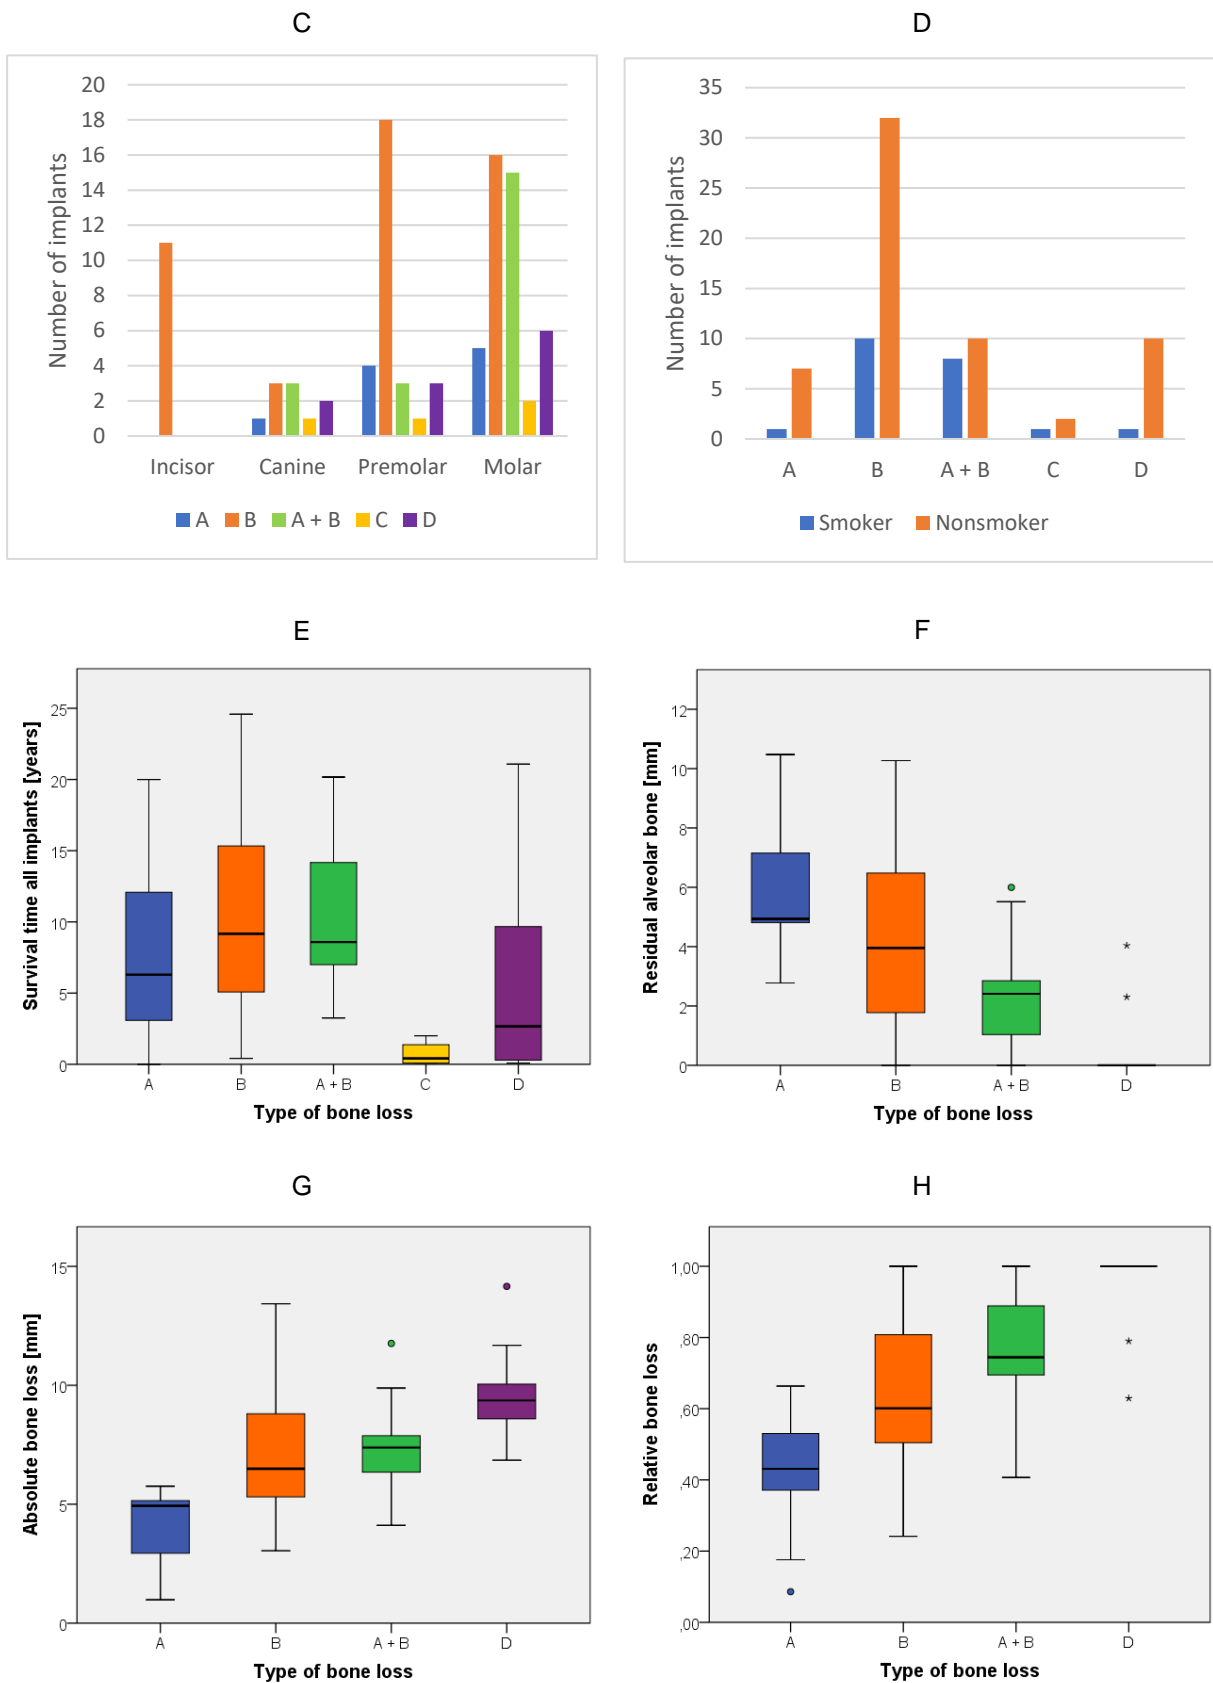 C
20
18
16
14
12
10
8
6
4
2
0
Number of implants
Incisor Canine Premolar Molar
A B A + B C D
D
35
30
25
20
15
10
5
0
Number of implants
A B A + B C D
Smoker Nonsmoker
E
25
20
15
10
5
0
Survival time all implants [years]
A B A + B C D
Type of bone loss
F
12
10
8
6
4
2
0
Residual alveolar bone [mm]
* 
*
A B A + B D
Type of bone loss
G
15
10
5
0
Absolute bone loss [mm]
A B A + B D
Type of bone loss
H
1,00
,80
,60
,40
,20
,00
Relative bone loss
*
*
A B A + B D
Type of bone loss